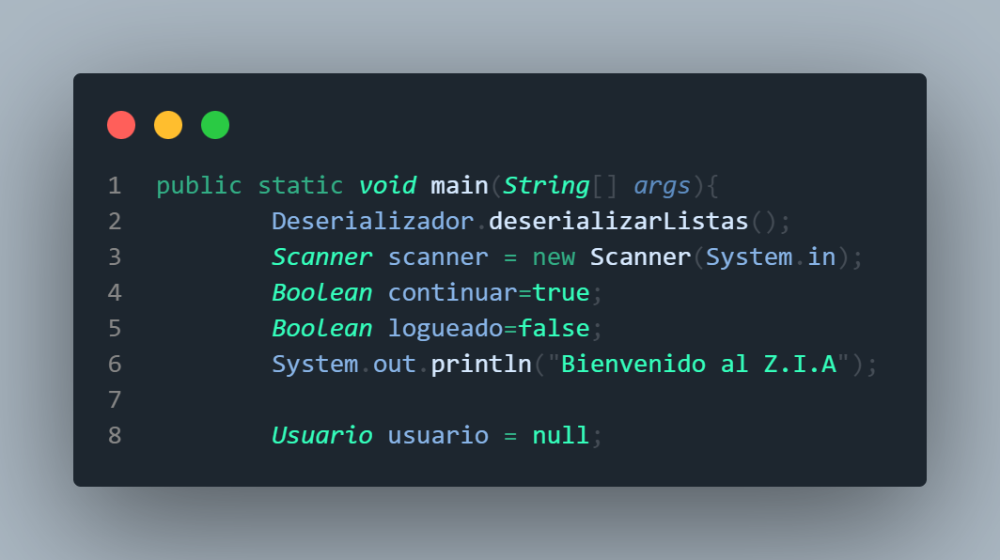 1 public static void main(String[] args){
2 Deserializador.deserializarListas();
3 Scanner scanner = new Scanner(System.in);
4 Boolean continuar=true;
5 Boolean logueado=false;
6 System.out.println("Bienvenido al Z.I.A");
7
8 Usuario usuario = null;